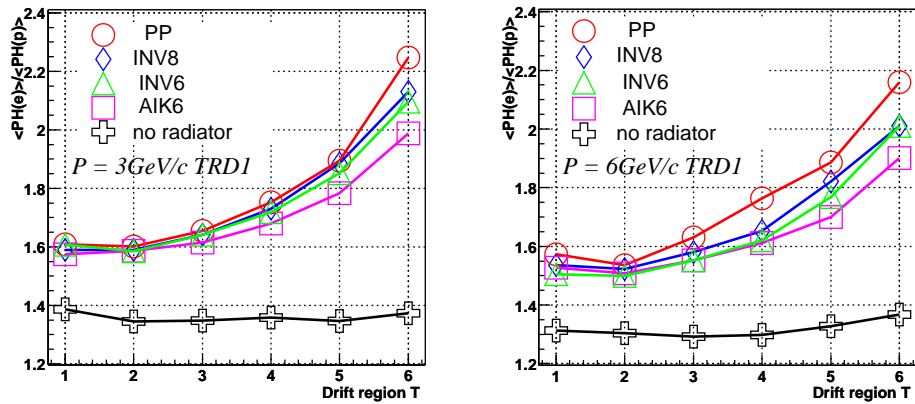 <PH(e)>/<PH(p)>
2.4
2.2
2
1.8
1.6
1.4
1.2
PP
INV8
INV6
AIK6
no radiator
P = 3GeV/c TRD1
1 2 3 4 5 6
Drift region T
<PH(e)>/<PH(p)>
2.4
2.2
2
1.8
1.6
1.4
1.2
PP
INV8
INV6
AIK6
no radiator
P = 6GeV/c TRD1
1 2 3 4 5 6
Drift region T